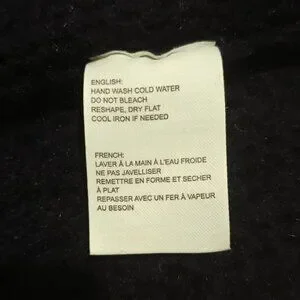 ENGLISH:
HAND WASH COLD WATER
DO NOT BLEACH
RESHAPE, DRY FLAT
COOL IRON IF NEEDED
FRENCH:
LAVER À LA MAIN À L'EAU FROIDE
NE PAS JAVELLISER
REMETTRE EN FORME ET SECHER
À PLAT
REPASSER AVEC UN FER À VAPEUR
AU BESOIN